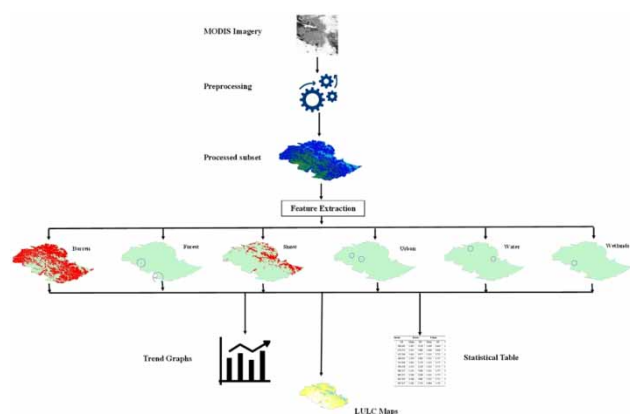 MODIS Imagery
Preprocessing
Processed subset
Feature Extraction
Barren
Forest
Snow
Urban
Water
Wetlands
Trend Graphs
Statistical Table
LULC Maps